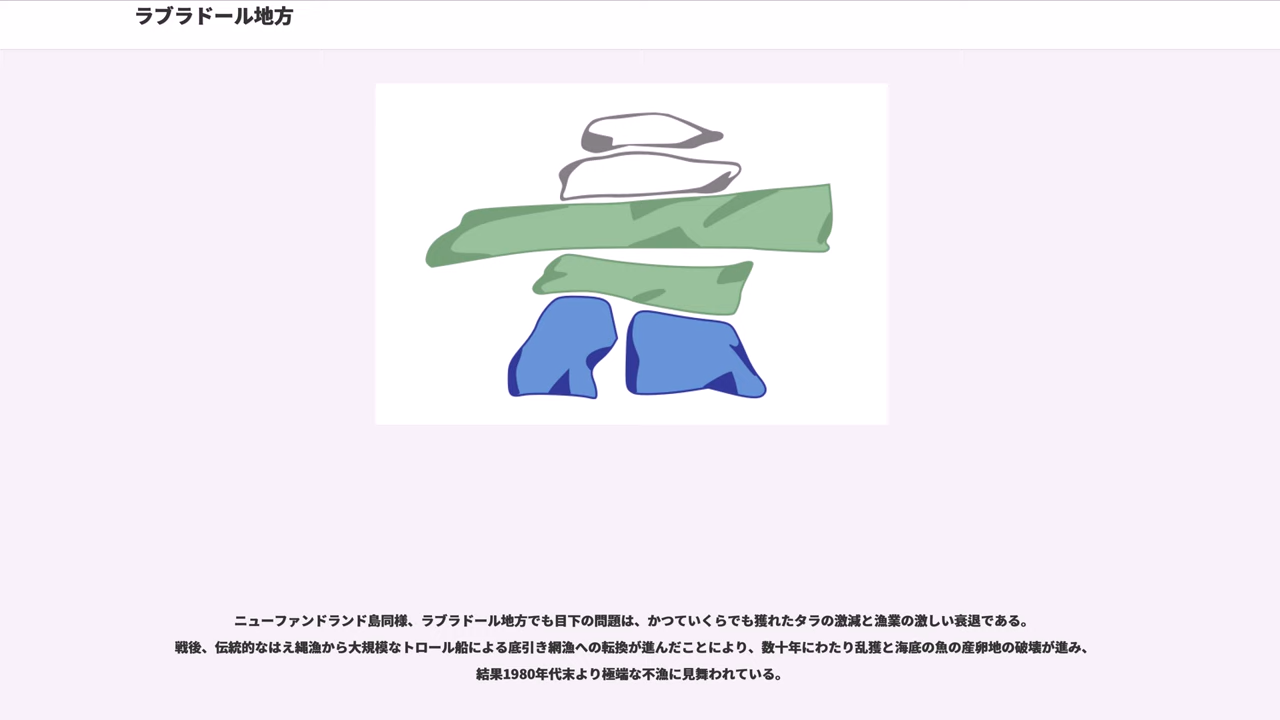 ラブラドール地方
ニューファンドランド島同様、ラブラドール地方でも目下の問題は、かつていくらでも獲れたタラの激減と漁業の激しい衰退である。
戦後、伝統的なはえ縄漁から大規模なトロール船による底引き網漁への転換が進んだことにより、数十年にわたり乱獲と海底の魚の産卵地の破壊が進み、
結果1980年代末より極端な不漁に見舞われている。